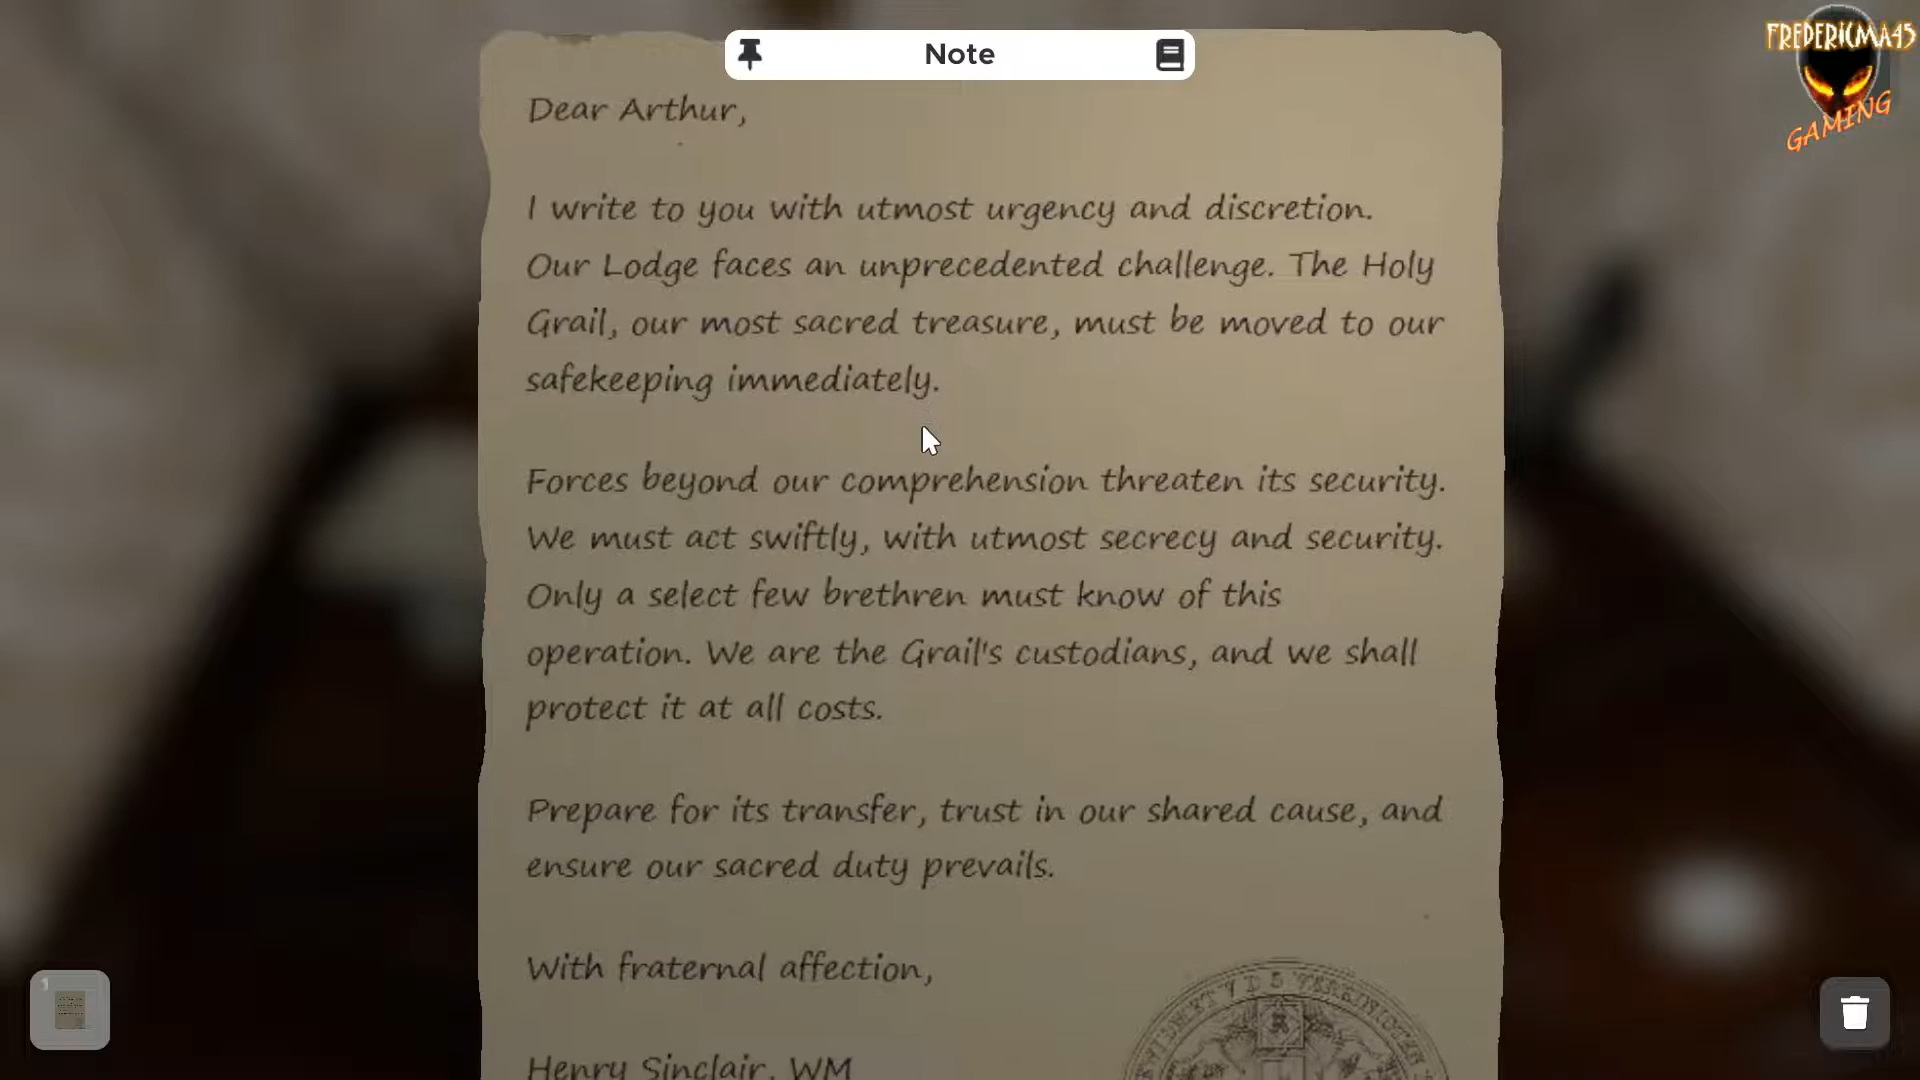 Note
FREDERICMA45
GAMING
Dear Arthur,
I write to you with utmost urgency and discretion.
Our Lodge faces an unprecedented challenge. The Holy
Grail, our most sacred treasure, must be moved to our
safekeeping immediately.
Forces beyond our comprehension threaten its security.
We must act swiftly, with utmost secrecy and security.
Only a select few brethren must know of this
operation. We are the Grail's custodians, and we shall
protect it at all costs.
Prepare for its transfer, trust in our shared cause, and
ensure our sacred duty prevails.
With fraternal affection,
Henry Sinclair, WM